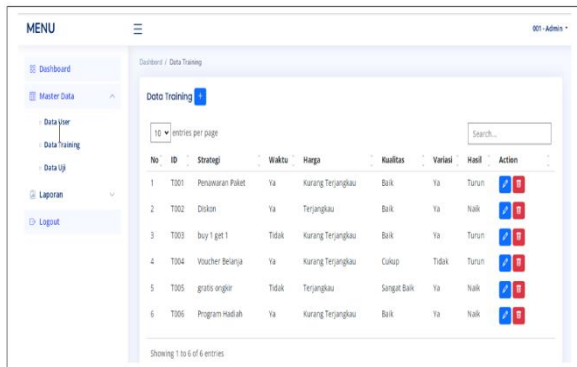 MENU
001 - Admin
Dashboard
Master Data
Data User
Data Training
Data Uji
Laporan
Logout
Dashbord / Data Training
Data Training +
10 entries per page
Search...
No ID Strategi Waktu Harga Kualitas Variasi Hasil Action
1 T001 Penawaran Paket Ya Kurang Terjangkau Baik Ya Turun
2 T002 Diskon Ya Terjangkau Baik Ya Naik
3 T003 buy 1 get 1 Tidak Kurang Terjangkau Baik Ya Turun
4 T004 Voucher Belanja Ya Kurang Terjangkau Cukup Tidak Turun
5 T005 gratis ongkir Tidak Terjangkau Sangat Baik Ya Naik
6 T006 Program Hadiah Ya Kurang Terjangkau Baik Ya Naik
Showing 1 to 6 of 6 entries